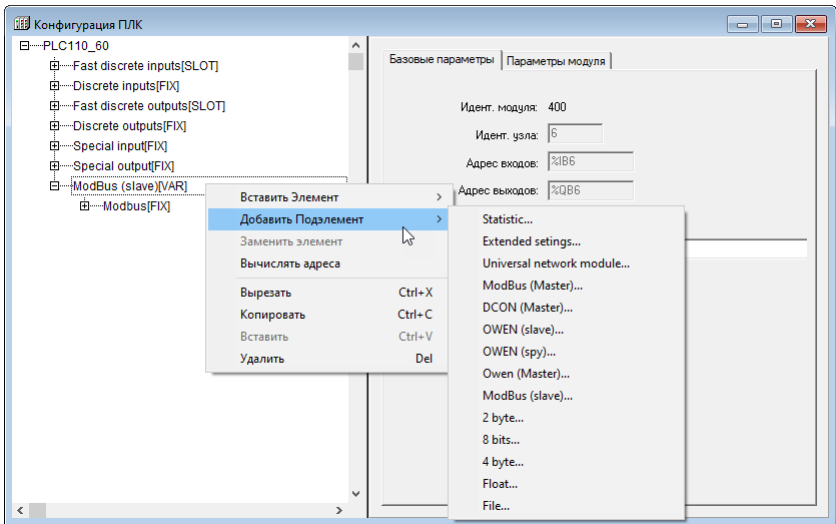 Конфигурация ПЛК
PLC110_60
Fast discrete inputs[SLOT]
Discrete inputs[FIX]
Fast discrete outputs[SLOT]
Discrete outputs[FIX]
Special input[FIX]
Special output[FIX]
ModBus (slave)[VAR]
Modbus[FIX]
Базовые параметры
Параметры модуля
Идент. модуля: 400
Идент. узла: 6
Адрес входов: %IB6
Адрес выходов: %QB6
Вставить Элемент
Добавить Подэлемент
Заменить элемент
Вычислять адреса
Вырезать Ctrl+X
Копировать Ctrl+C
Вставить Ctrl+V
Удалить Del
Statistic...
Extended setings...
Universal network module...
ModBus (Master)...
DCON (Master)...
OWEN (slave)...
OWEN (spy)...
Owen (Master)...
ModBus (slave)...
2 byte...
8 bits...
4 byte...
Float...
File...